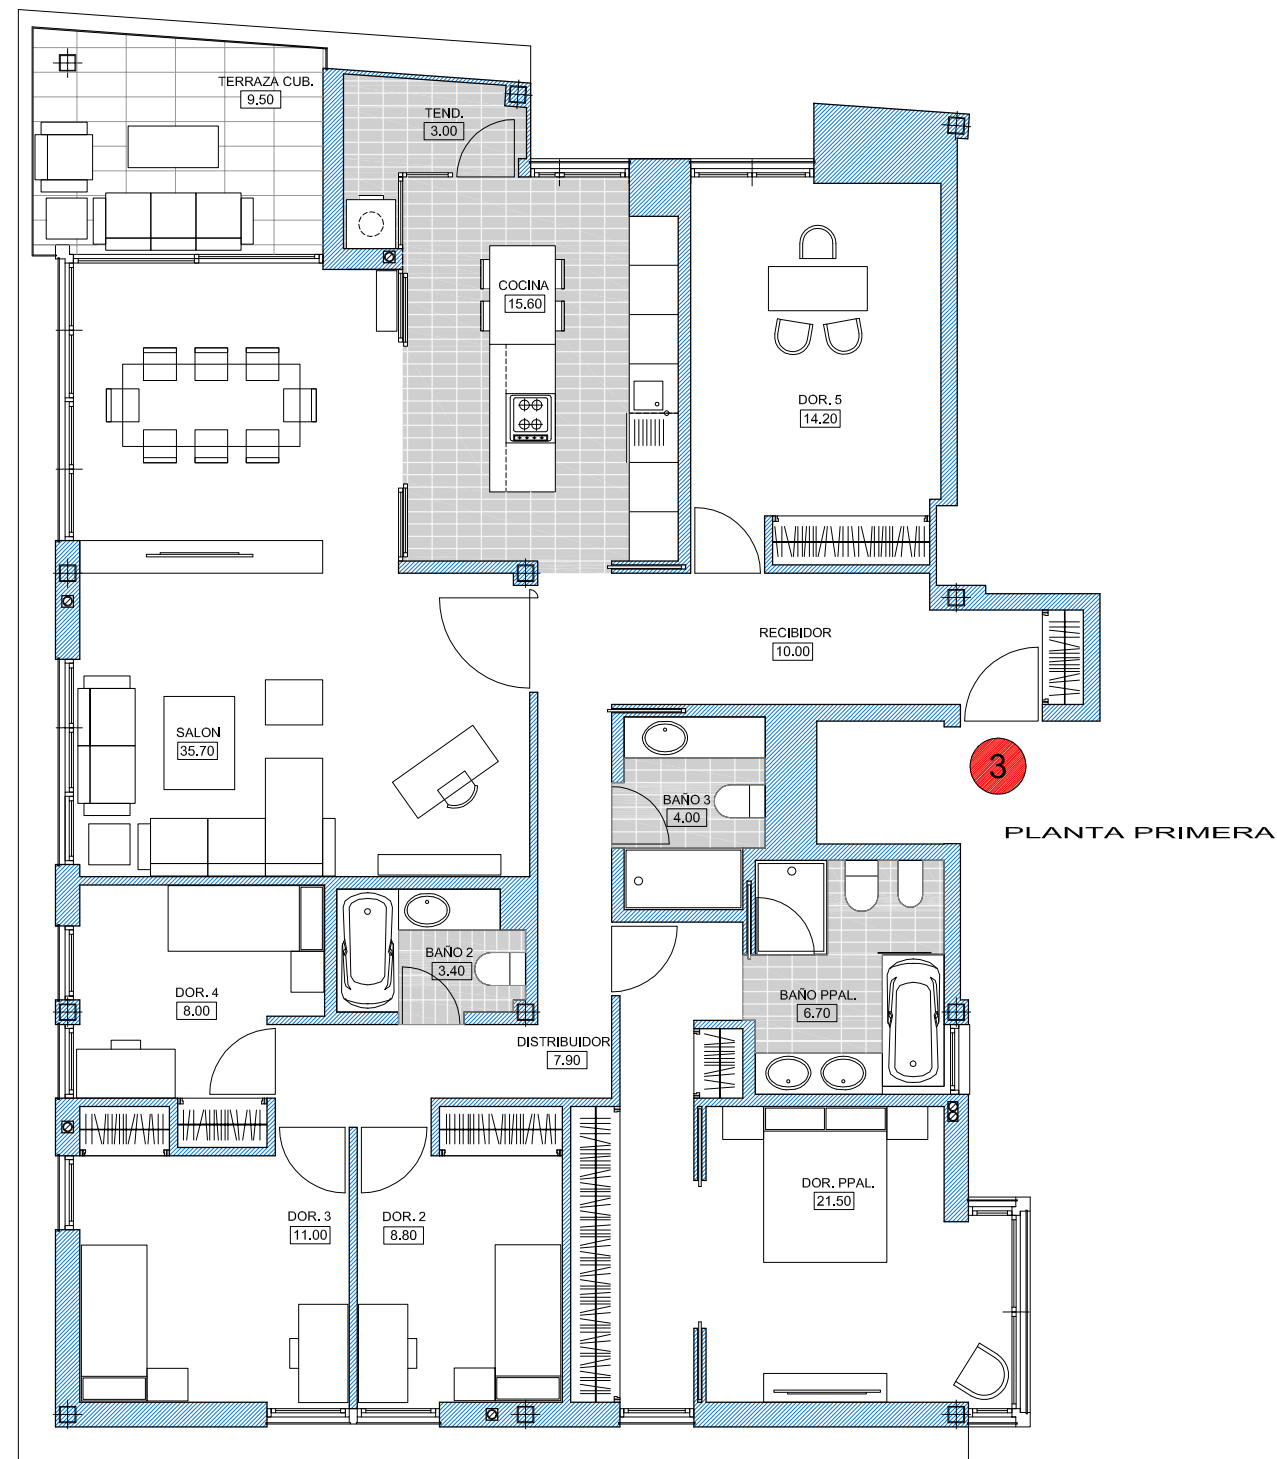 TERRAZA CUB.
9.50
TEND.
3.00
COCINA
15.60
DOR. 5
14.20
RECIBIDOR
10.00
SALON
35.70
3
BAÑO 3
4.00
PLANTA PRIMERA
BAÑO 2
3.40
DOR. 4
8.00
BAÑO PPAL.
6.70
DISTRIBUIDOR
7.90
DOR. PPAL.
21.50
DOR. 3
11.00
DOR. 2
8.80